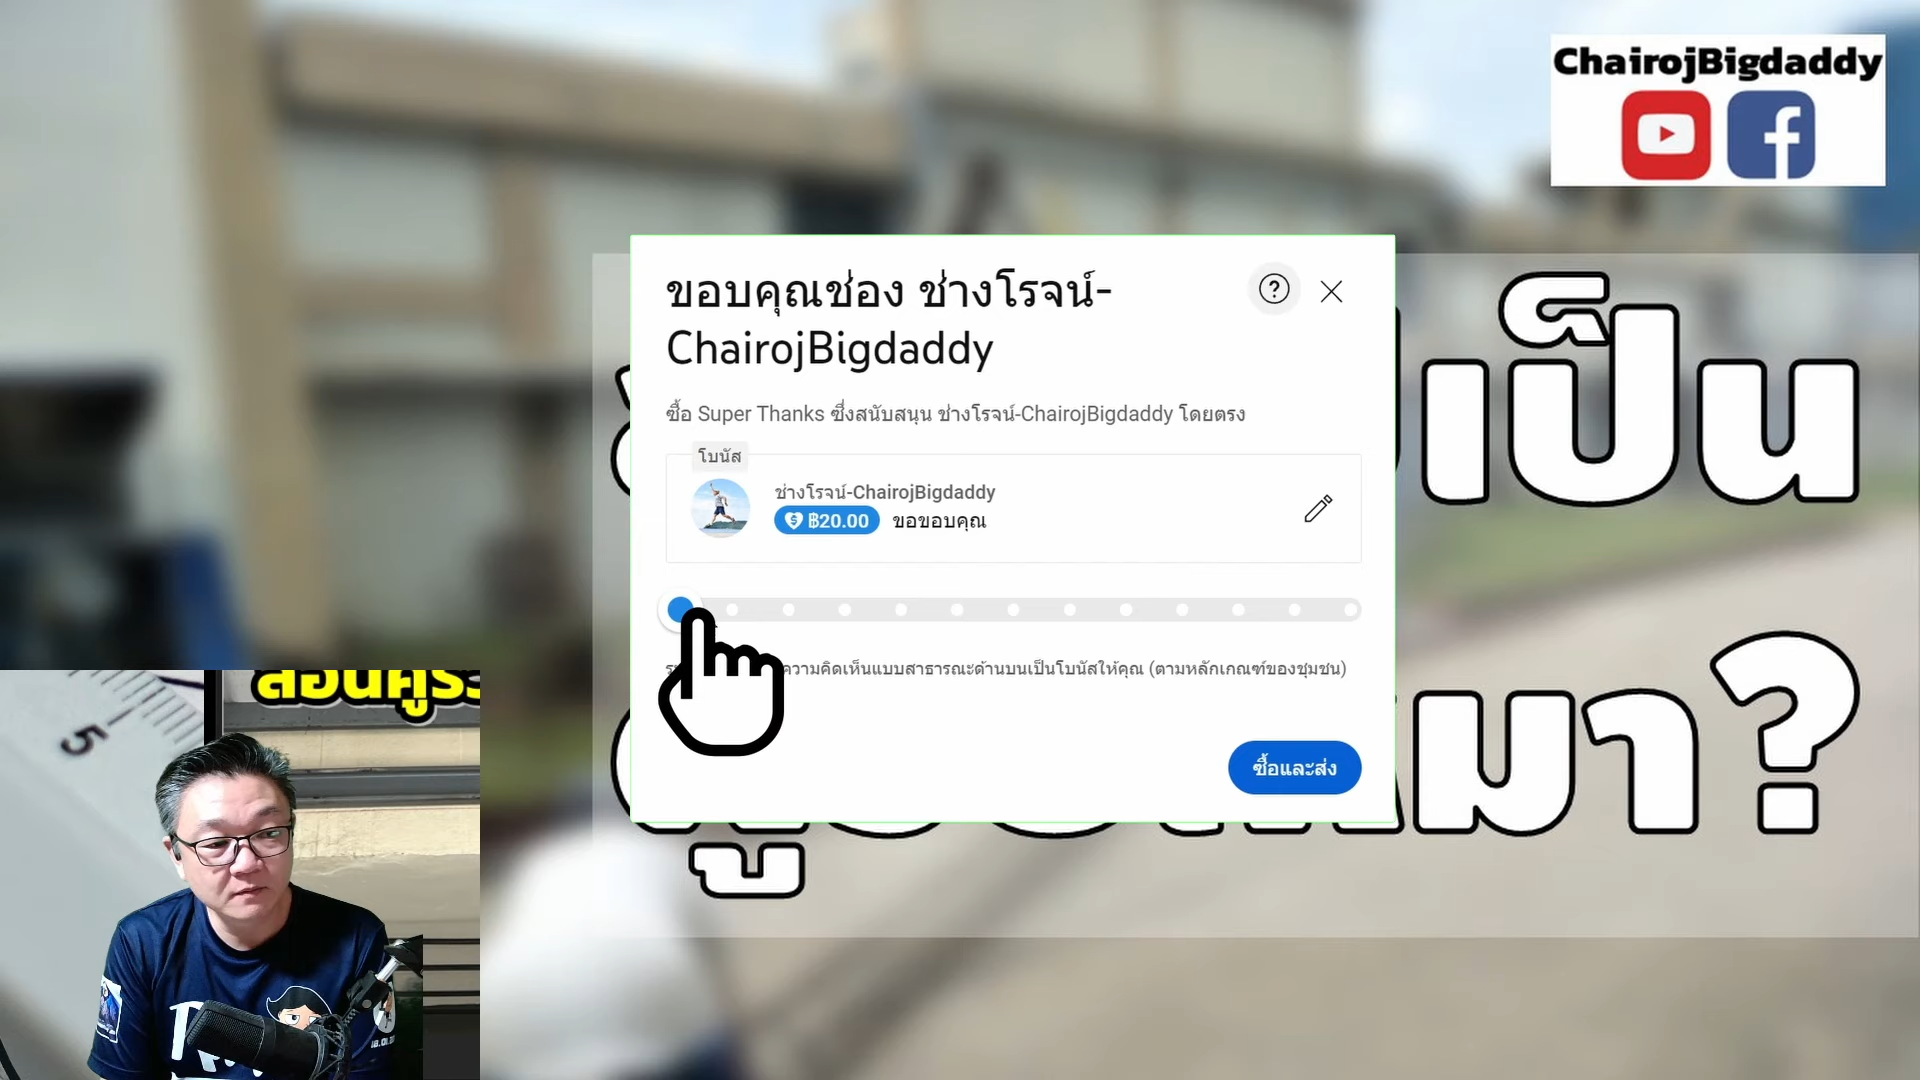 ChairojBigdaddy
ขอบคุณช่อง ช่างโรจน์-
ChairojBigdaddy
ซื้อ Super Thanks ซึ่งสนับสนุน ช่างโรจน์-ChairojBigdaddy โดยตรง
โบนัส
ช่างโรจน์-ChairojBigdaddy
฿20.00 ขอขอบคุณ
ความคิดเห็นแบบสาธารณะด้านบนเป็นโบนัสให้คุณ (ตามหลักเกณฑ์ของชุมชน)
ซื้อและส่ง
เป็น
มา?
5